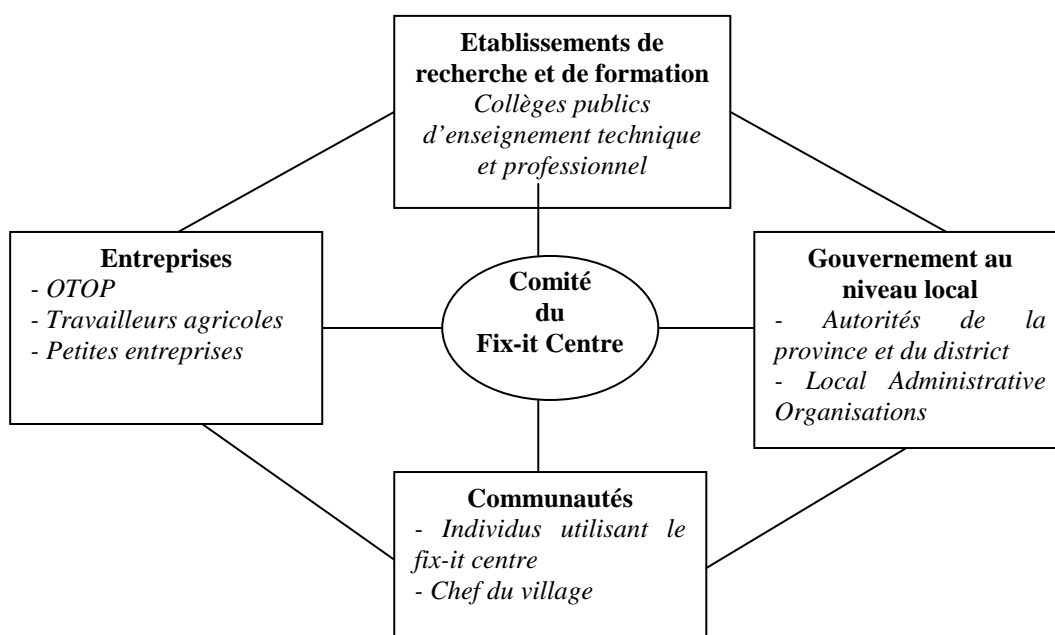 Etablissements de
recherche et de formation
Collèges publics
d’enseignement technique
et professionnel
Entreprises
- OTOP
- Travailleurs agricoles
- Petites entreprises
Comité
du
Fix-it Centre
Gouvernement au
niveau local
- Autorités de la
province et du district
- Local Administrative
Organisations
Communautés
- Individus utilisant le
fix-it centre
- Chef du village